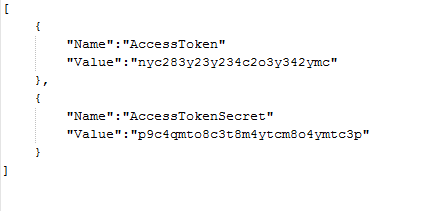 [
{
"Name":"AccessToken"
"Value":"nyc283y23y234c2o3y342ymc"
},
{
"Name":"AccessTokenSecret"
"Value":"p9c4qmto8c3t8m4ytcm8o4ymtc3p"
}
]